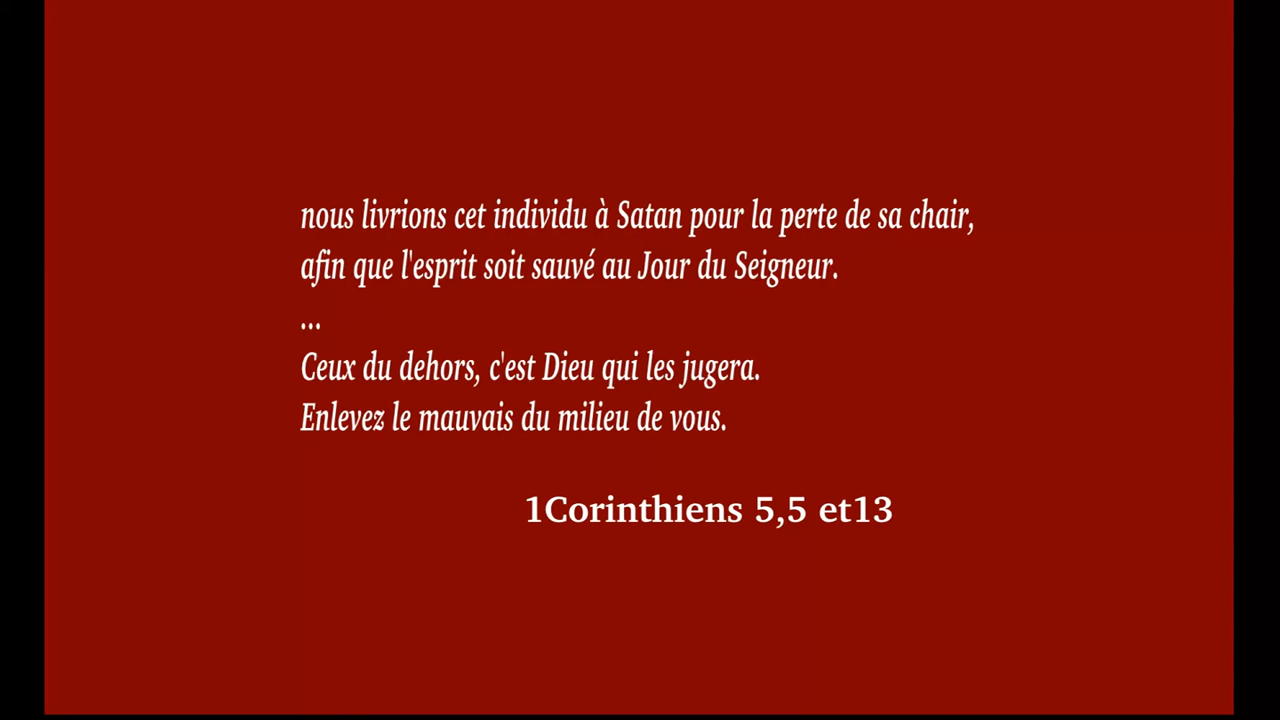 nous livrions cet individu à Satan pour la perte de sa chair,
afin que l'esprit soit sauvé au Jour du Seigneur.
...
Ceux du dehors, c'est Dieu qui les jugera.
Enlevez le mauvais du milieu de vous.
1Corinthiens 5,5 et13